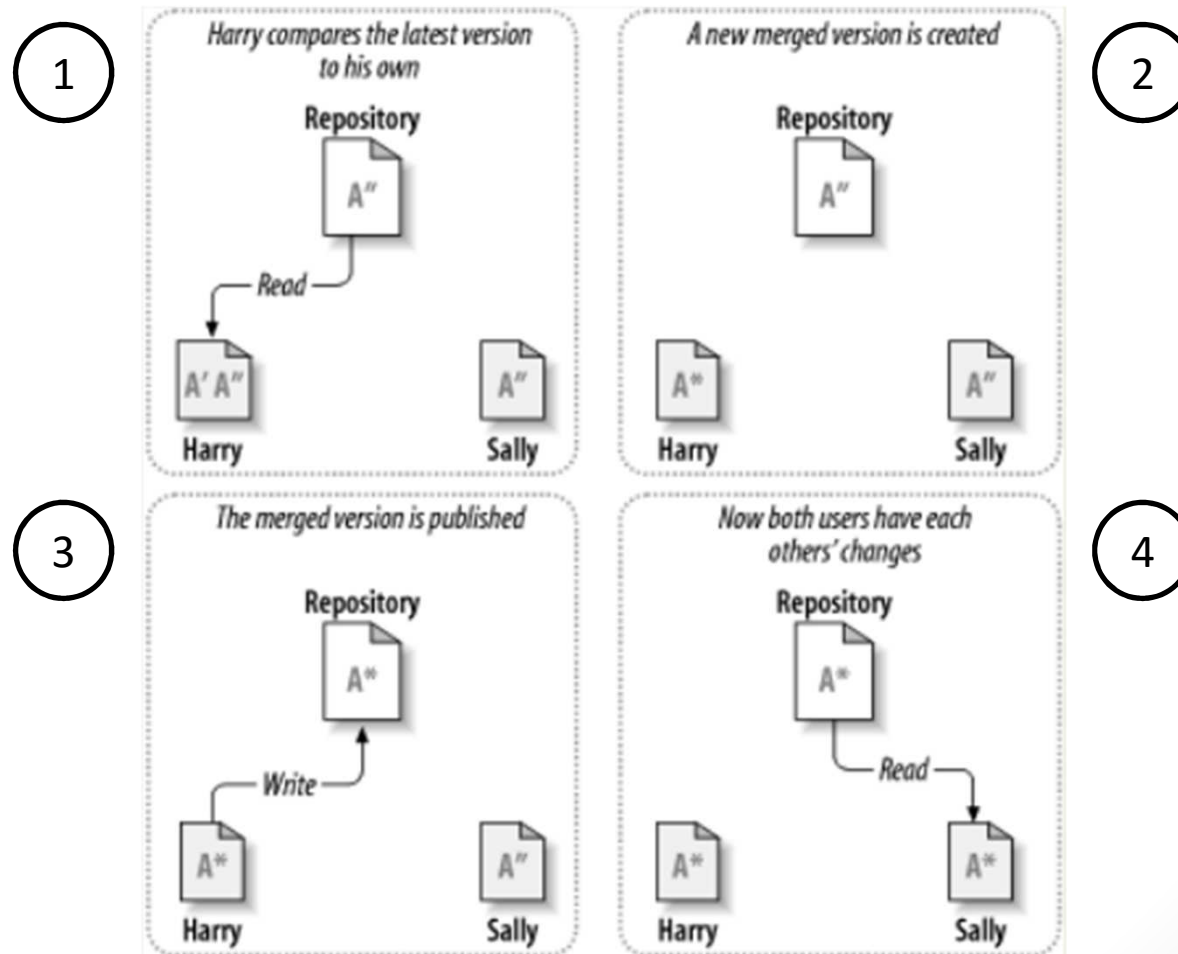 1
Harry compares the latest version
to his own
Repository
A″
Read
A′ A″
A″
Harry
Sally
2
A new merged version is created
Repository
A″
A*
A″
Harry
Sally
3
The merged version is published
Repository
A*
Write
A*
A″
Harry
Sally
4
Now both users have each
others’ changes
Repository
A*
Read
A*
A*
Harry
Sally